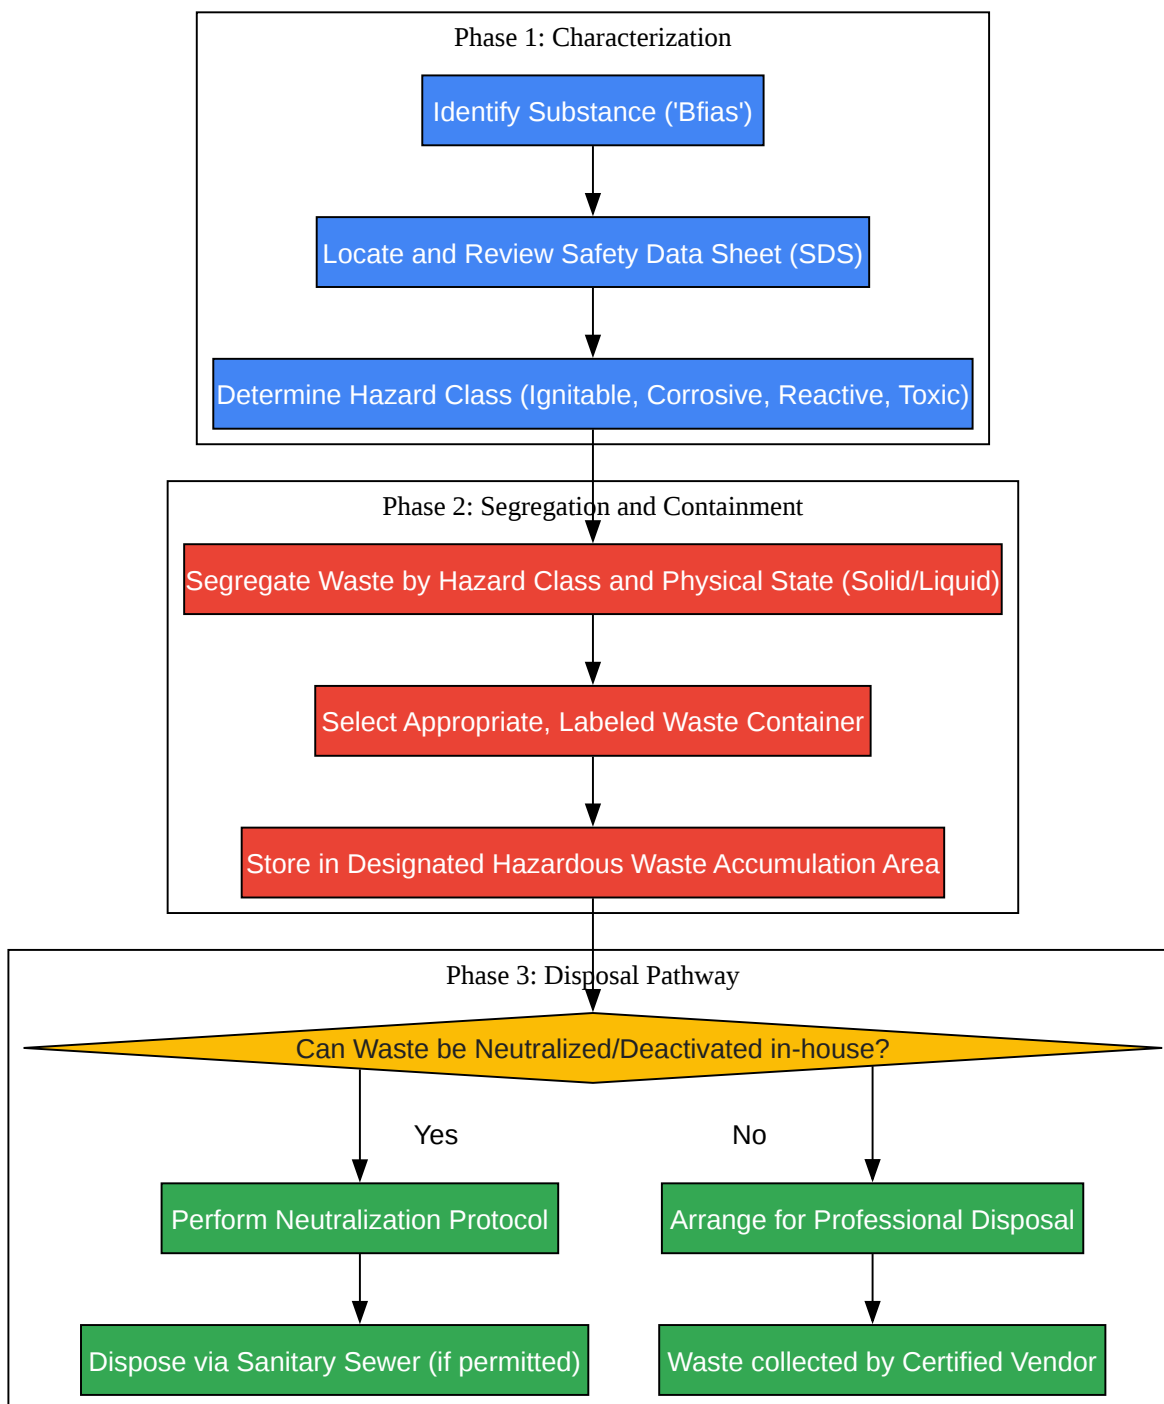 Phase 1: Characterization
Identify Substance ('Bfias')
Locate and Review Safety Data Sheet (SDS)
Determine Hazard Class (Ignitable, Corrosive, Reactive, Toxic)
Phase 2: Segregation and Containment
Segregate Waste by Hazard Class and Physical State (Solid/Liquid)
Select Appropriate, Labeled Waste Container
Store in Designated Hazardous Waste Accumulation Area
Phase 3: Disposal Pathway
Can Waste be Neutralized/Deactivated in-house?
Yes
No
Perform Neutralization Protocol
Arrange for Professional Disposal
Dispose via Sanitary Sewer (if permitted)
Waste collected by Certified Vendor